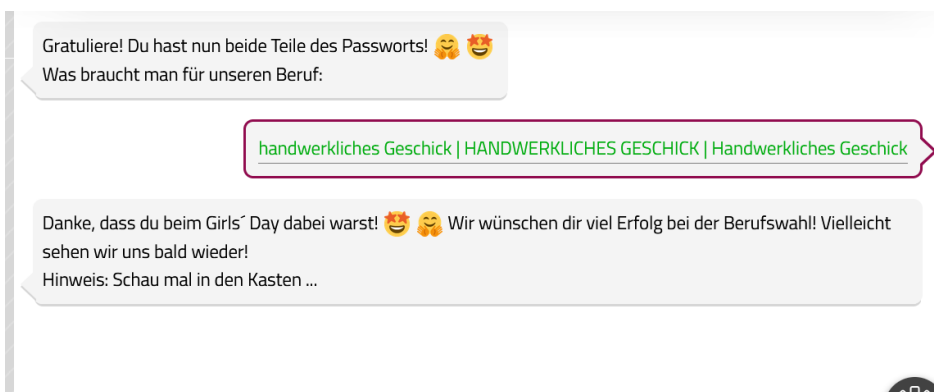 Gratuliere! Du hast nun beide Teile des Passworts! 🤗 🤩
Was braucht man für unseren Beruf:
handwerkliches Geschick | HANDWERKLICHES GESCHICK | Handwerkliches Geschick
Danke, dass du beim Girls´ Day dabei warst! 🤩 🤗 Wir wünschen dir viel Erfolg bei der Berufswahl! Vielleicht
sehen wir uns bald wieder!
Hinweis: Schau mal in den Kasten ...